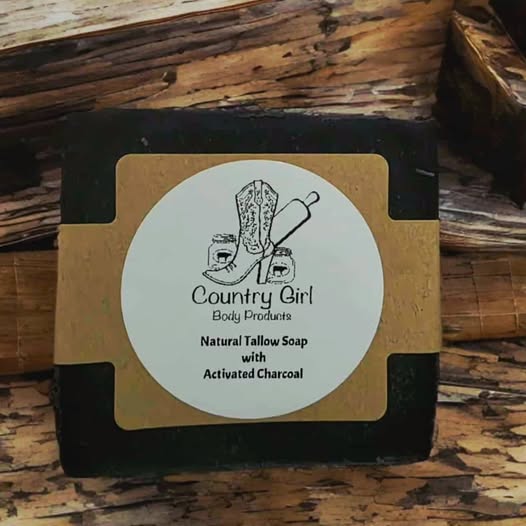 Country Girl
Body Products
Natural Tallow Soap
with
Activated Charcoal